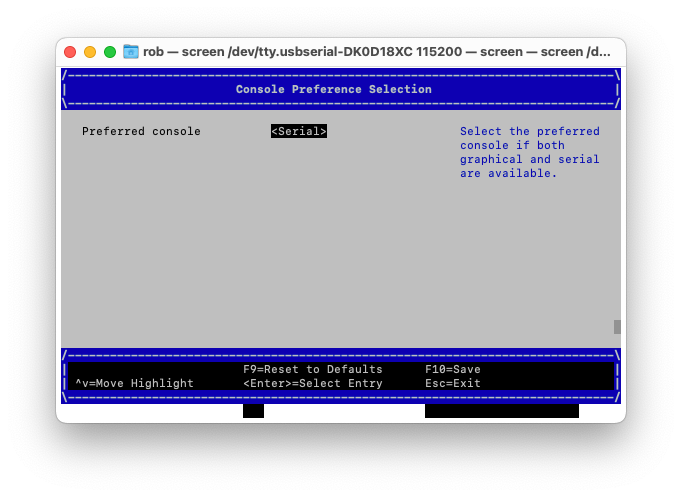 rob — screen /dev/tty.usbserial-DK0D18XC 115200 — screen — screen /d...
Console Preference Selection
Preferred console <Serial>
Select the preferred
console if both
graphical and serial
are available.
F9=Reset to Defaults F10=Save
^v=Move Highlight <Enter>=Select Entry Esc=Exit